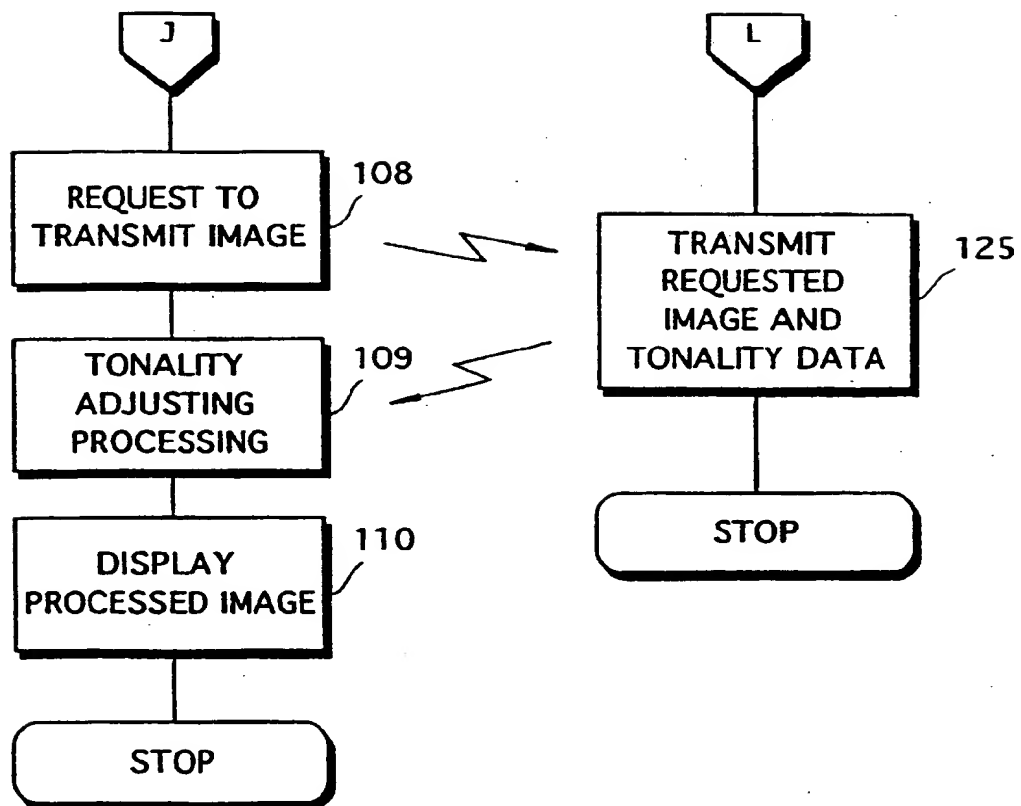 J
REQUEST TO
TRANSMIT IMAGE
108
TONALITY
ADJUSTING
PROCESSING
109
DISPLAY
PROCESSED IMAGE
110
STOP
L
TRANSMIT
REQUESTED
IMAGE AND
TONALITY DATA
125
STOP